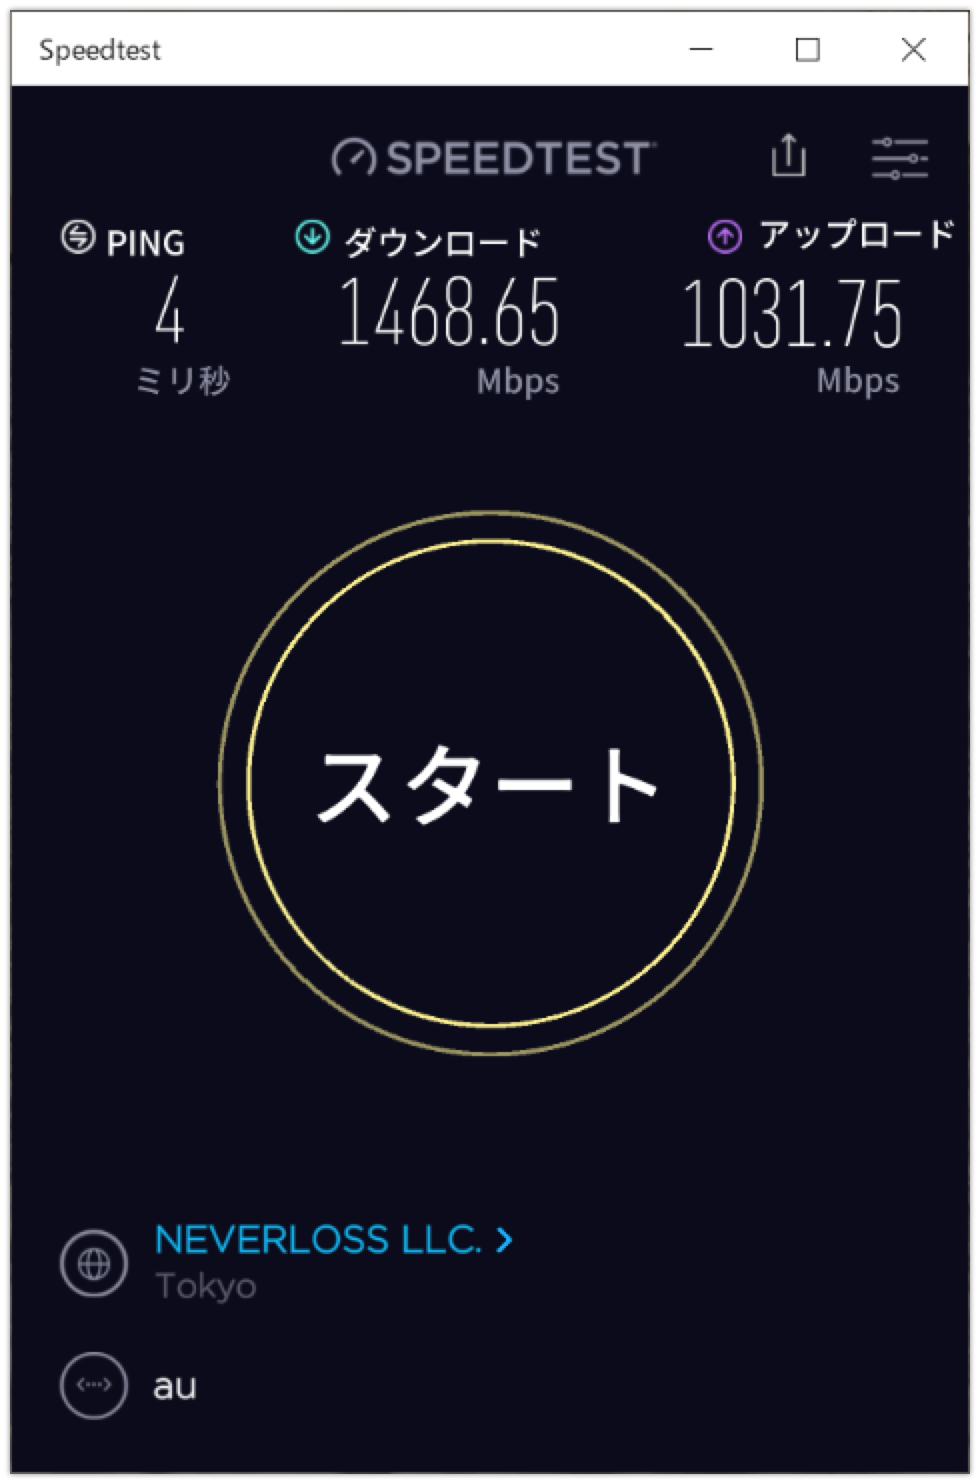 Speedtest
SPEEDTEST
PING
4
ミリ秒
ダウンロード
1468.65
Mbps
アップロード
1031.75
Mbps
スタート
NEVERLOSS LLC.
Tokyo
au